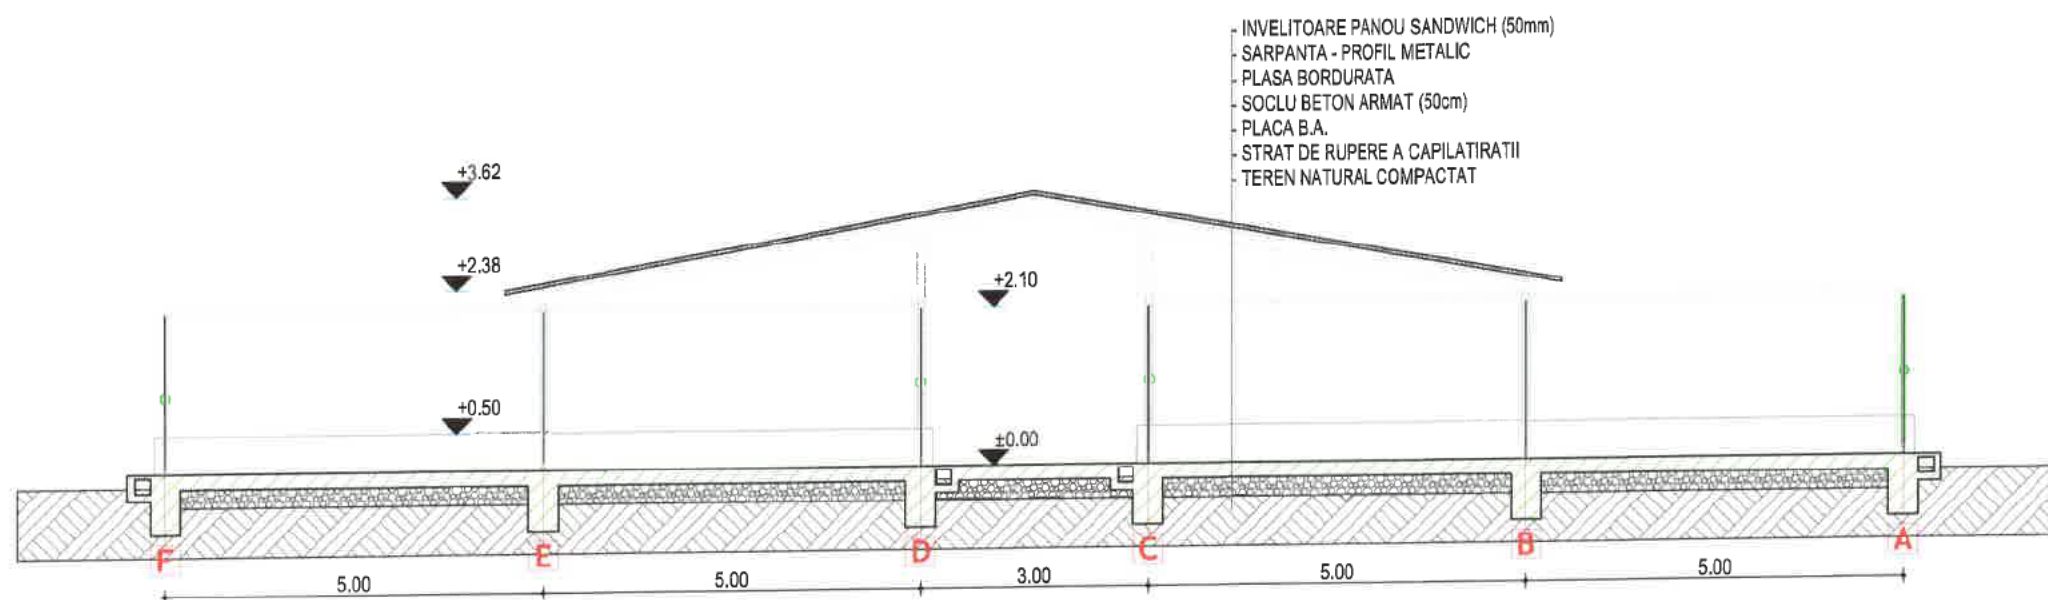 INVELITOARE PANOU SANDWICH (50mm)
SARPANTA - PROFIL METALIC
PLASA BORDURATA
SOCLU BETON ARMAT (50cm)
PLACA B.A.
STRAT DE RUPERE A CAPILATIRATII
TEREN NATURAL COMPACTAT
+3.62
+2.38
+2.10
+0.50
±0.00
F E D C B A
5.00 5.00 3.00 5.00 5.00